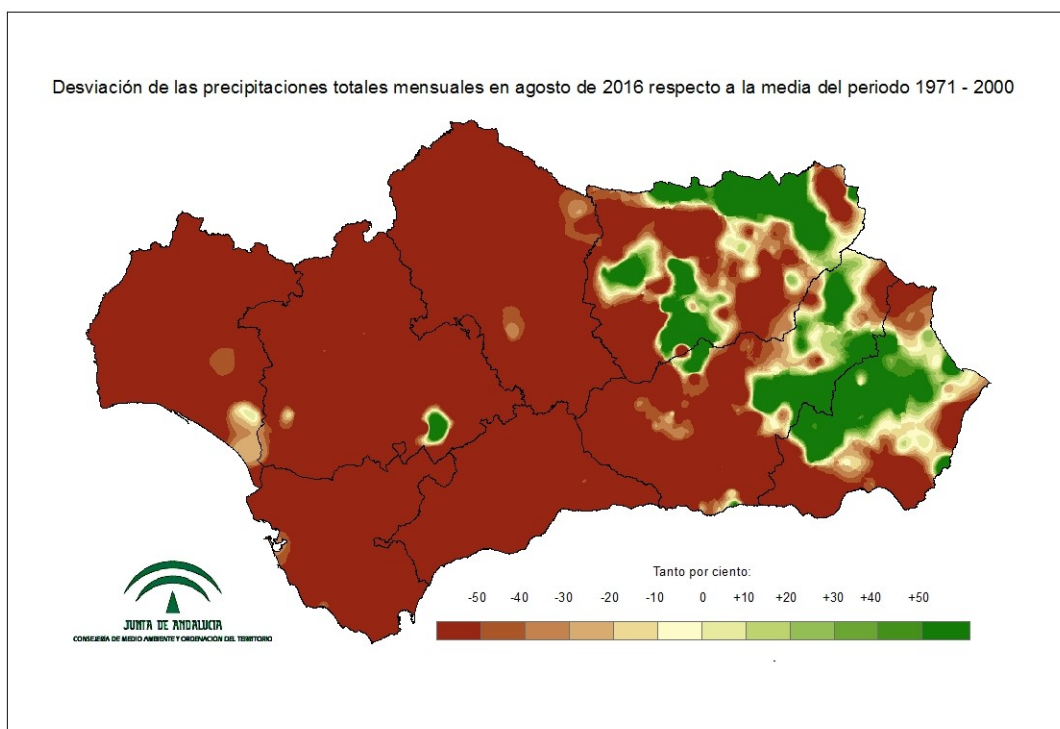 Desviación de las precipitaciones totales mensuales en agosto de 2016 respecto a la media del periodo 1971 - 2000
Tanto por ciento:
-50 -40 -30 -20 -10 0 +10 +20 +30 +40 +50
JUNTA DE ANDALUCIA
CONSEJERÍA DE MEDIO AMBIENTE Y ORDENACIÓN DEL TERRITORIO